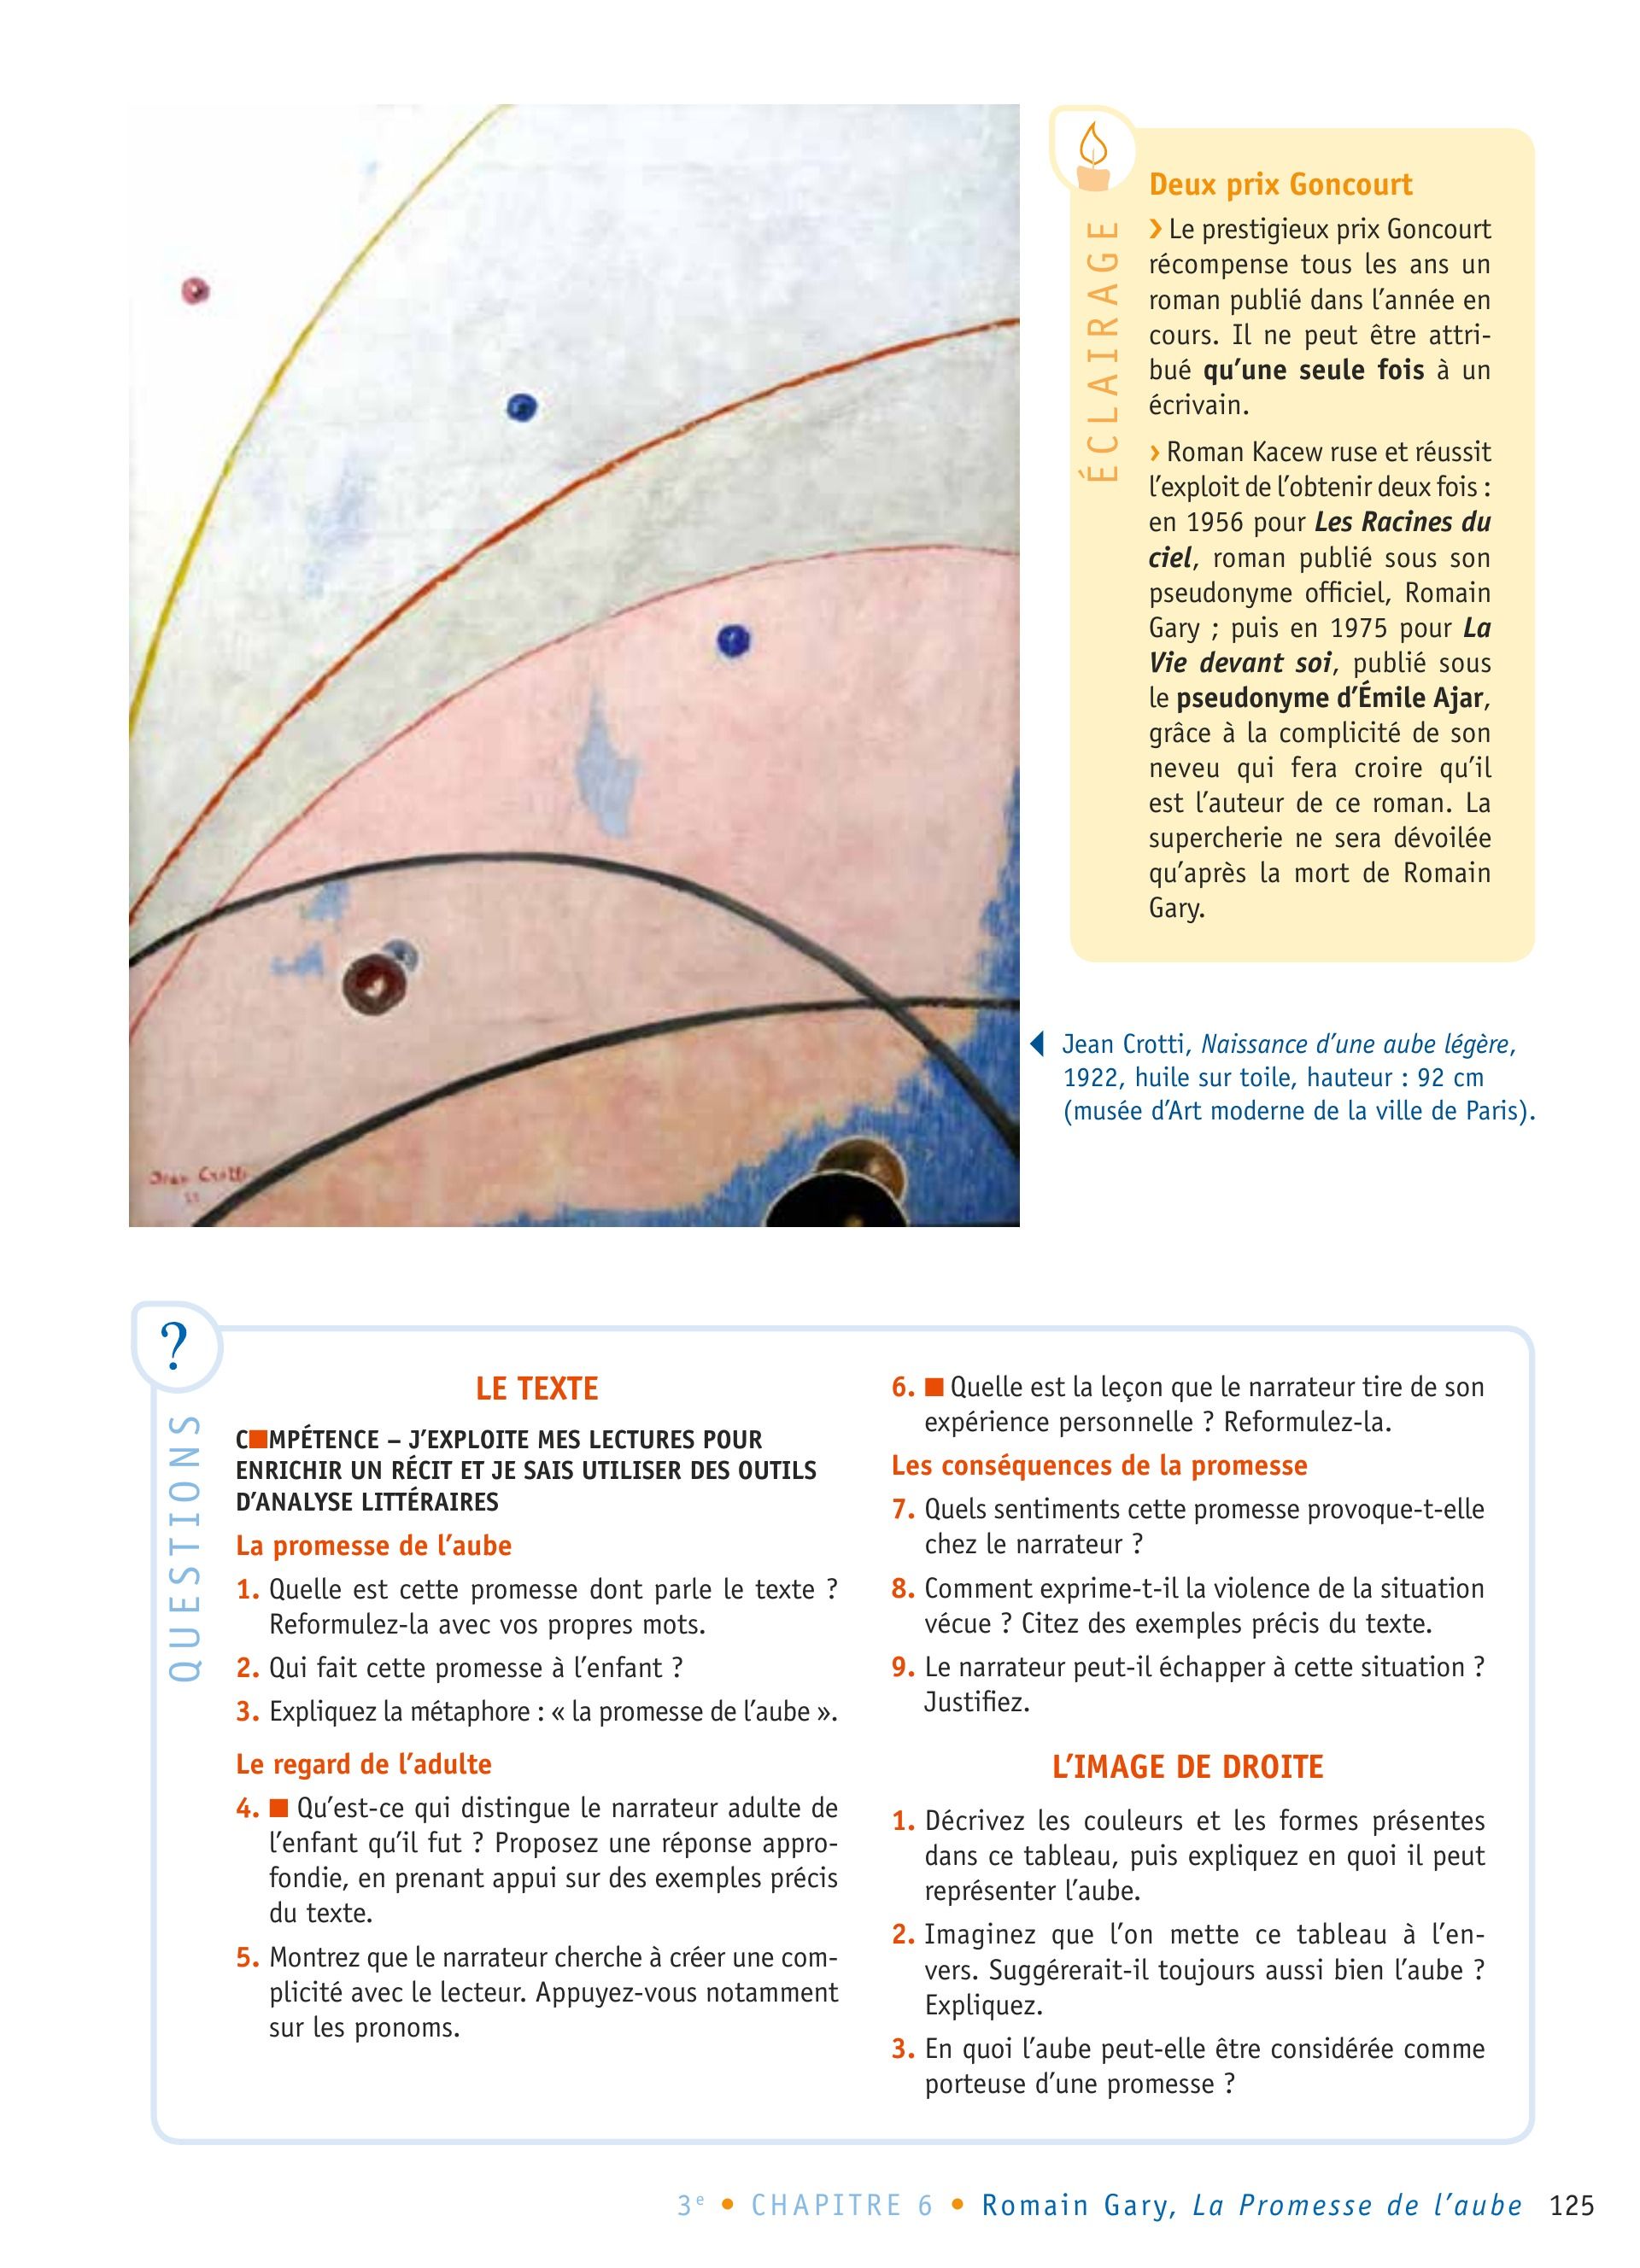 Jean Crotti
ÉCLAIRAGE
Deux prix Goncourt
› Le prestigieux prix Goncourt
récompense tous les ans un
roman publié dans l’année en
cours. Il ne peut être attri-
bué qu’une seule fois à un
écrivain.
› Roman Kacew ruse et réussit
l’exploit de l’obtenir deux fois :
en 1956 pour Les Racines du
ciel, roman publié sous son
pseudonyme officiel, Romain
Gary ; puis en 1975 pour La
Vie devant soi, publié sous
le pseudonyme d’Émile Ajar,
grâce à la complicité de son
neveu qui fera croire qu’il
est l’auteur de ce roman. La
supercherie ne sera dévoilée
qu’après la mort de Romain
Gary.
Jean Crotti, Naissance d’une aube légère,
1922, huile sur toile, hauteur : 92 cm
(musée d’Art moderne de la ville de Paris).
?
QUESTIONS
LE TEXTE
C■MPÉTENCE – J’EXPLOITE MES LECTURES POUR
ENRICHIR UN RÉCIT ET JE SAIS UTILISER DES OUTILS
D’ANALYSE LITTÉRAIRES
La promesse de l’aube
1. Quelle est cette promesse dont parle le texte ?
Reformulez-la avec vos propres mots.
2. Qui fait cette promesse à l’enfant ?
3. Expliquez la métaphore : « la promesse de l’aube ».
Le regard de l’adulte
4. ■ Qu’est-ce qui distingue le narrateur adulte de
l’enfant qu’il fut ? Proposez une réponse appro-
fondie, en prenant appui sur des exemples précis
du texte.
5. Montrez que le narrateur cherche à créer une com-
plicité avec le lecteur. Appuyez-vous notamment
sur les pronoms.
6. ■ Quelle est la leçon que le narrateur tire de son
expérience personnelle ? Reformulez-la.
Les conséquences de la promesse
7. Quels sentiments cette promesse provoque-t-elle
chez le narrateur ?
8. Comment exprime-t-il la violence de la situation
vécue ? Citez des exemples précis du texte.
9. Le narrateur peut-il échapper à cette situation ?
Justifiez.
L’IMAGE DE DROITE
1. Décrivez les couleurs et les formes présentes
dans ce tableau, puis expliquez en quoi il peut
représenter l’aube.
2. Imaginez que l’on mette ce tableau à l’en-
vers. Suggérerait-il toujours aussi bien l’aube ?
Expliquez.
3. En quoi l’aube peut-elle être considérée comme
porteuse d’une promesse ?
3e • CHAPITRE 6 • Romain Gary, La Promesse de l’aube 125